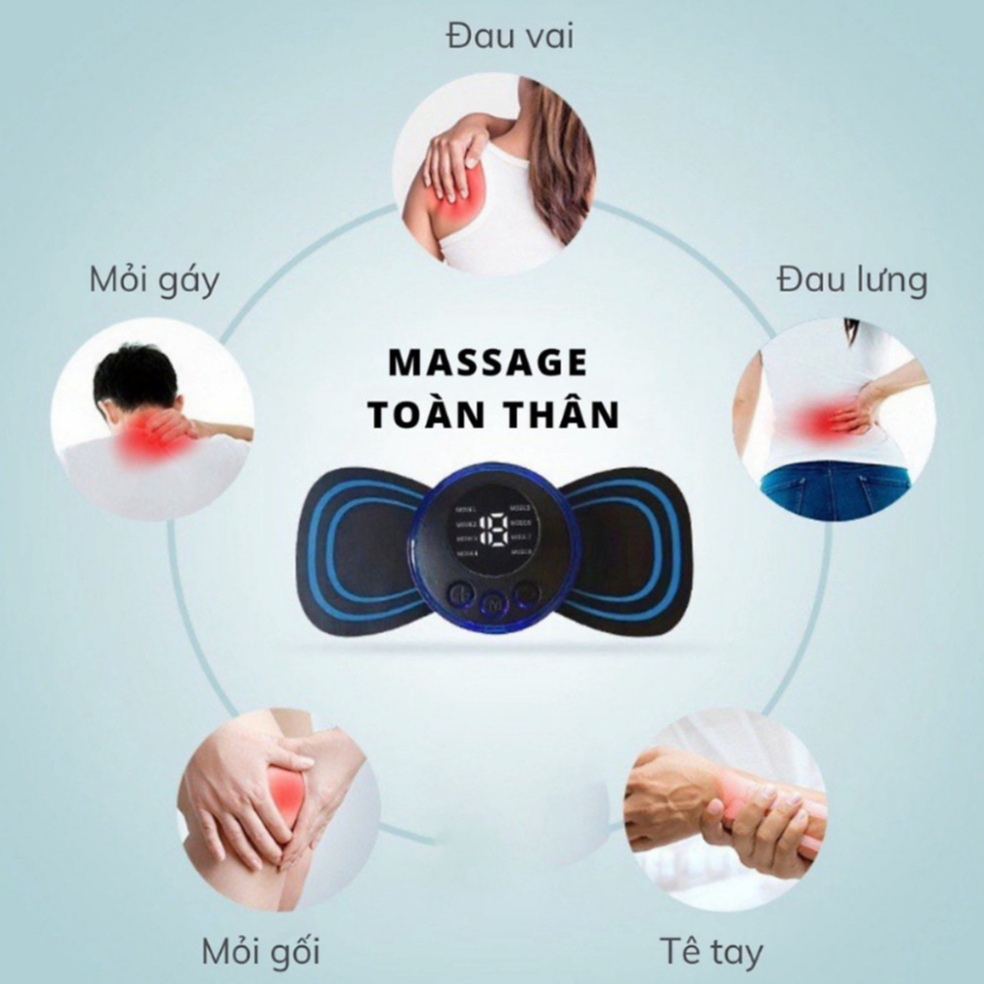 Đau vai
Mỏi gáy
Đau lưng
MASSAGE
TOÀN THÂN
M
Mỏi gối
Tê tay